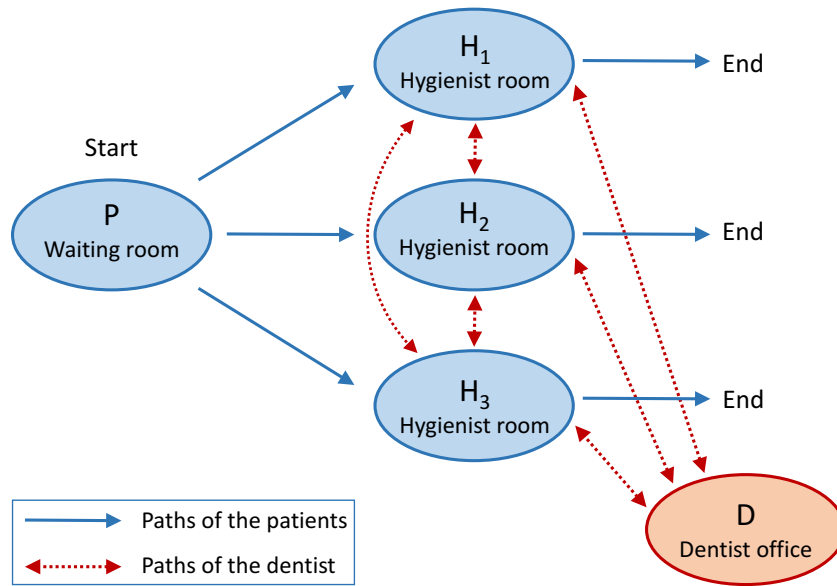 H₁
Hygienist room
End
Start
P
Waiting room
H₂
Hygienist room
End
H₃
Hygienist room
End
D
Dentist office
Paths of the patients
Paths of the dentist